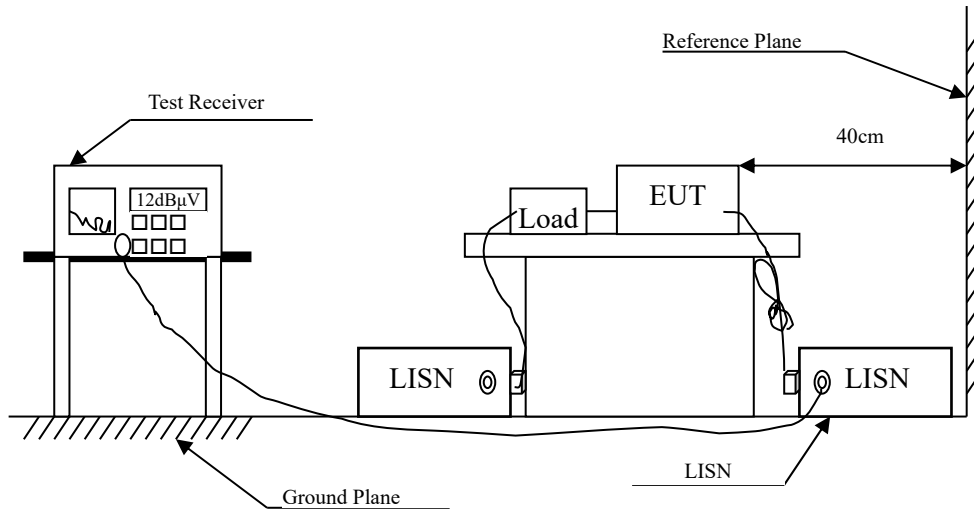 Reference Plane
Test Receiver
40cm
12dBμV
EUT
Load
LISN
LISN
LISN
Ground Plane